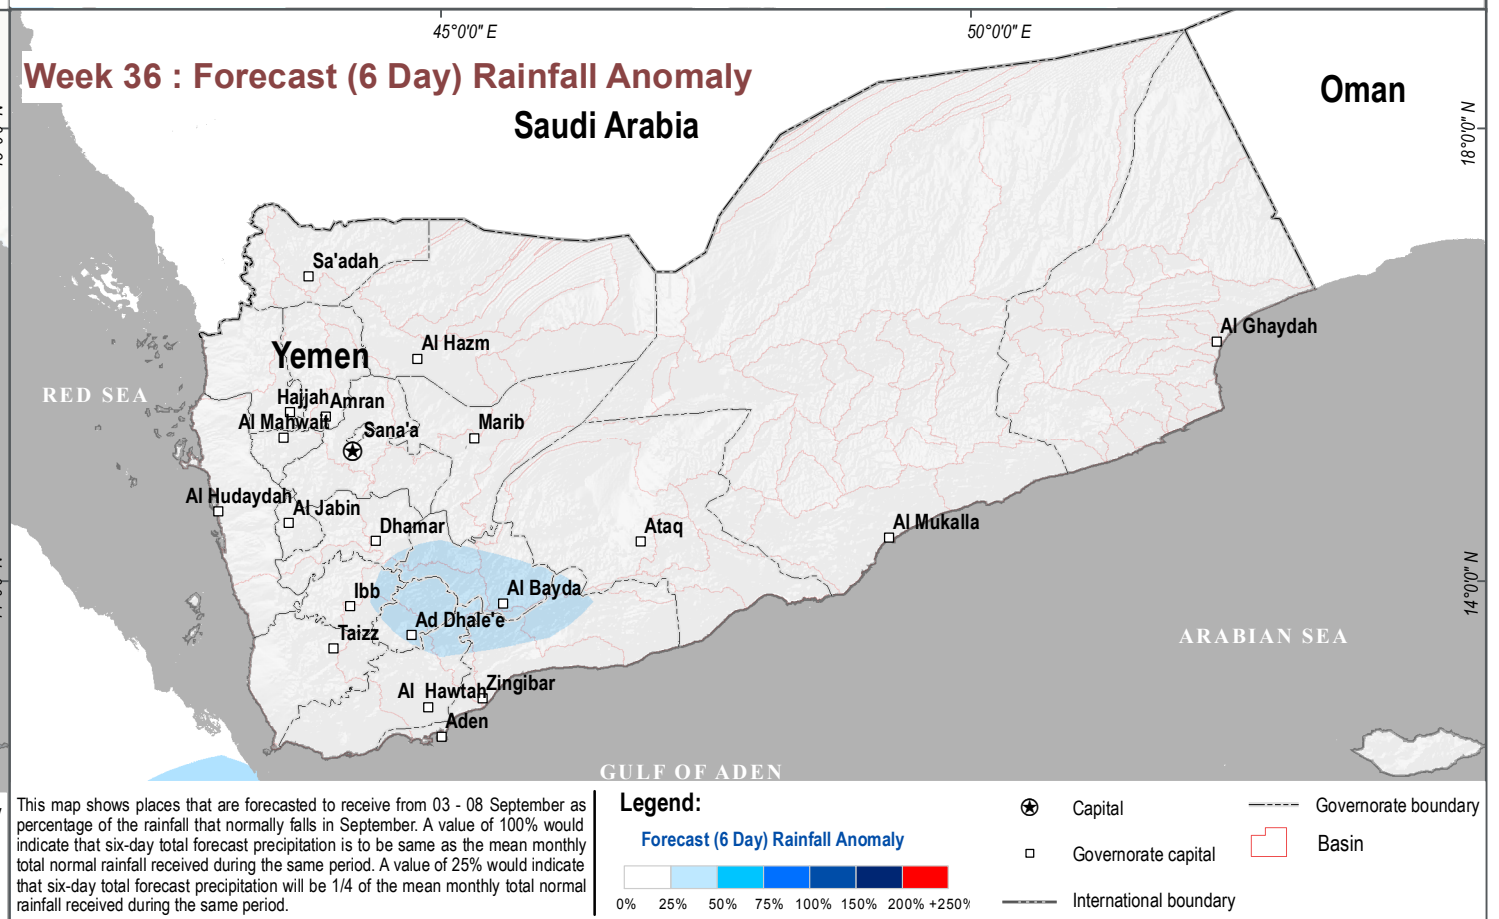 45°0'0" E
50°0'0" E
Week 36 : Forecast (6 Day) Rainfall Anomaly
Oman
Saudi Arabia
18°0'0" N
Sa'adah
Al Ghaydah
Al Hazm
Yemen
RED SEA
Hajjah
Amran
Al Mahwait
Sana'a
Marib
Al Hudaydah
Al Jabin
Dhamar
Ataq
Al Mukalla
14°0'0" N
Ibb
Al Bayda
Ad Dhale'e
Taizz
ARABIAN SEA
Al Hawtah
Zingibar
Aden
GULF OF ADEN
This map shows places that are forecasted to receive from 03 - 08 September as
percentage of the rainfall that normally falls in September. A value of 100% would
indicate that six-day total forecast precipitation is to be same as the mean monthly
total normal rainfall received during the same period. A value of 25% would indicate
that six-day total forecast precipitation will be 1/4 of the mean monthly total normal
rainfall received during the same period.
Legend:
Forecast (6 Day) Rainfall Anomaly
0% 25% 50% 75% 100% 150% 200% +250%
Capital
Governorate capital
International boundary
Governorate boundary
Basin